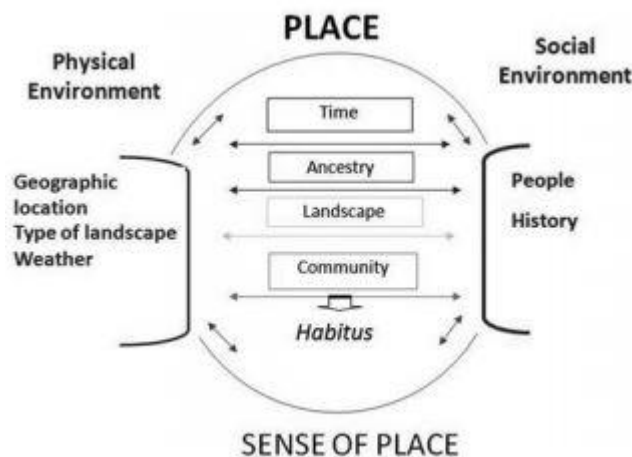 PLACE
Physical
Environment
Social
Environment
Time
Ancestry
Landscape
Community
Habitus
Geographic
location
Type of landscape
Weather
People
History
SENSE OF PLACE